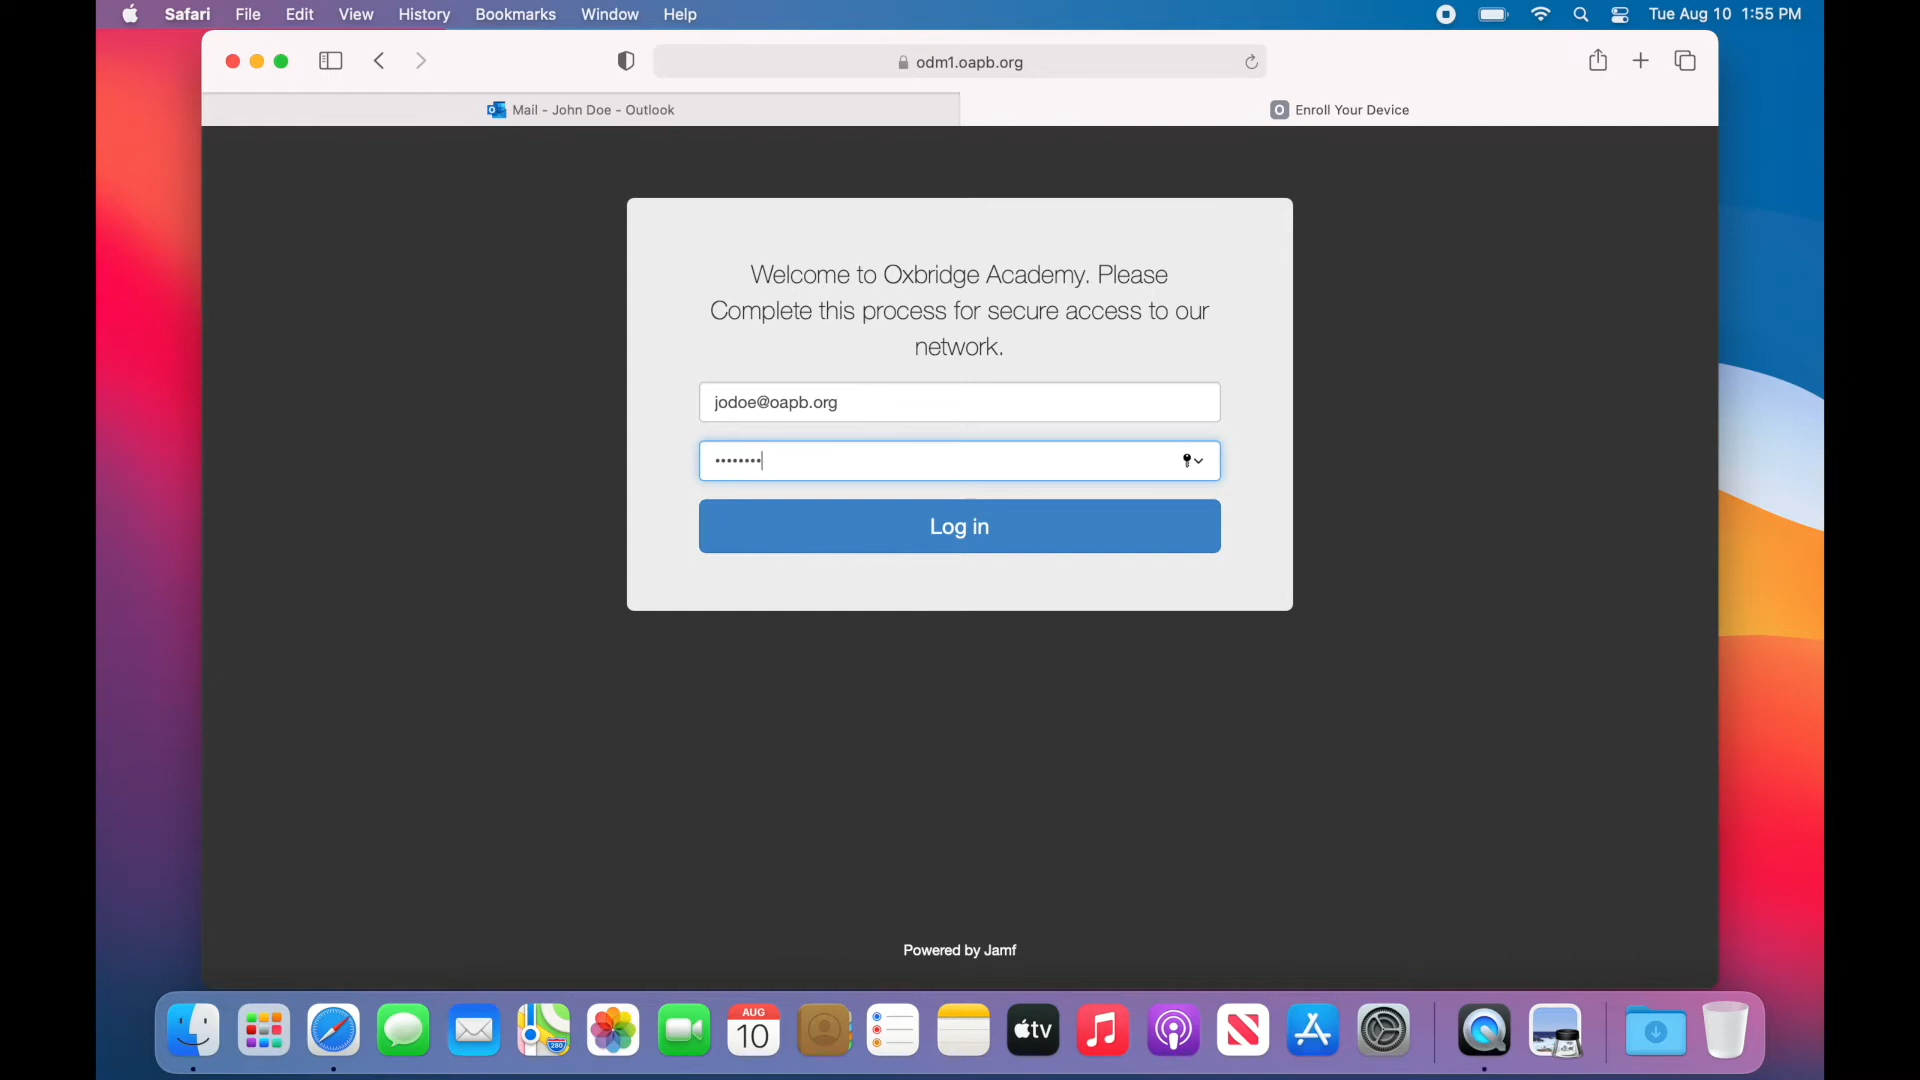 Safari File Edit View History Bookmarks Window Help Tue Aug 10 1:55 PM
odm1.oapb.org
Mail - John Doe - Outlook
O Enroll Your Device
Welcome to Oxbridge Academy. Please
Complete this process for secure access to our
network.
jodoe@oapb.org
••••••••
Log in
Powered by Jamf
AUG
10
280
tv